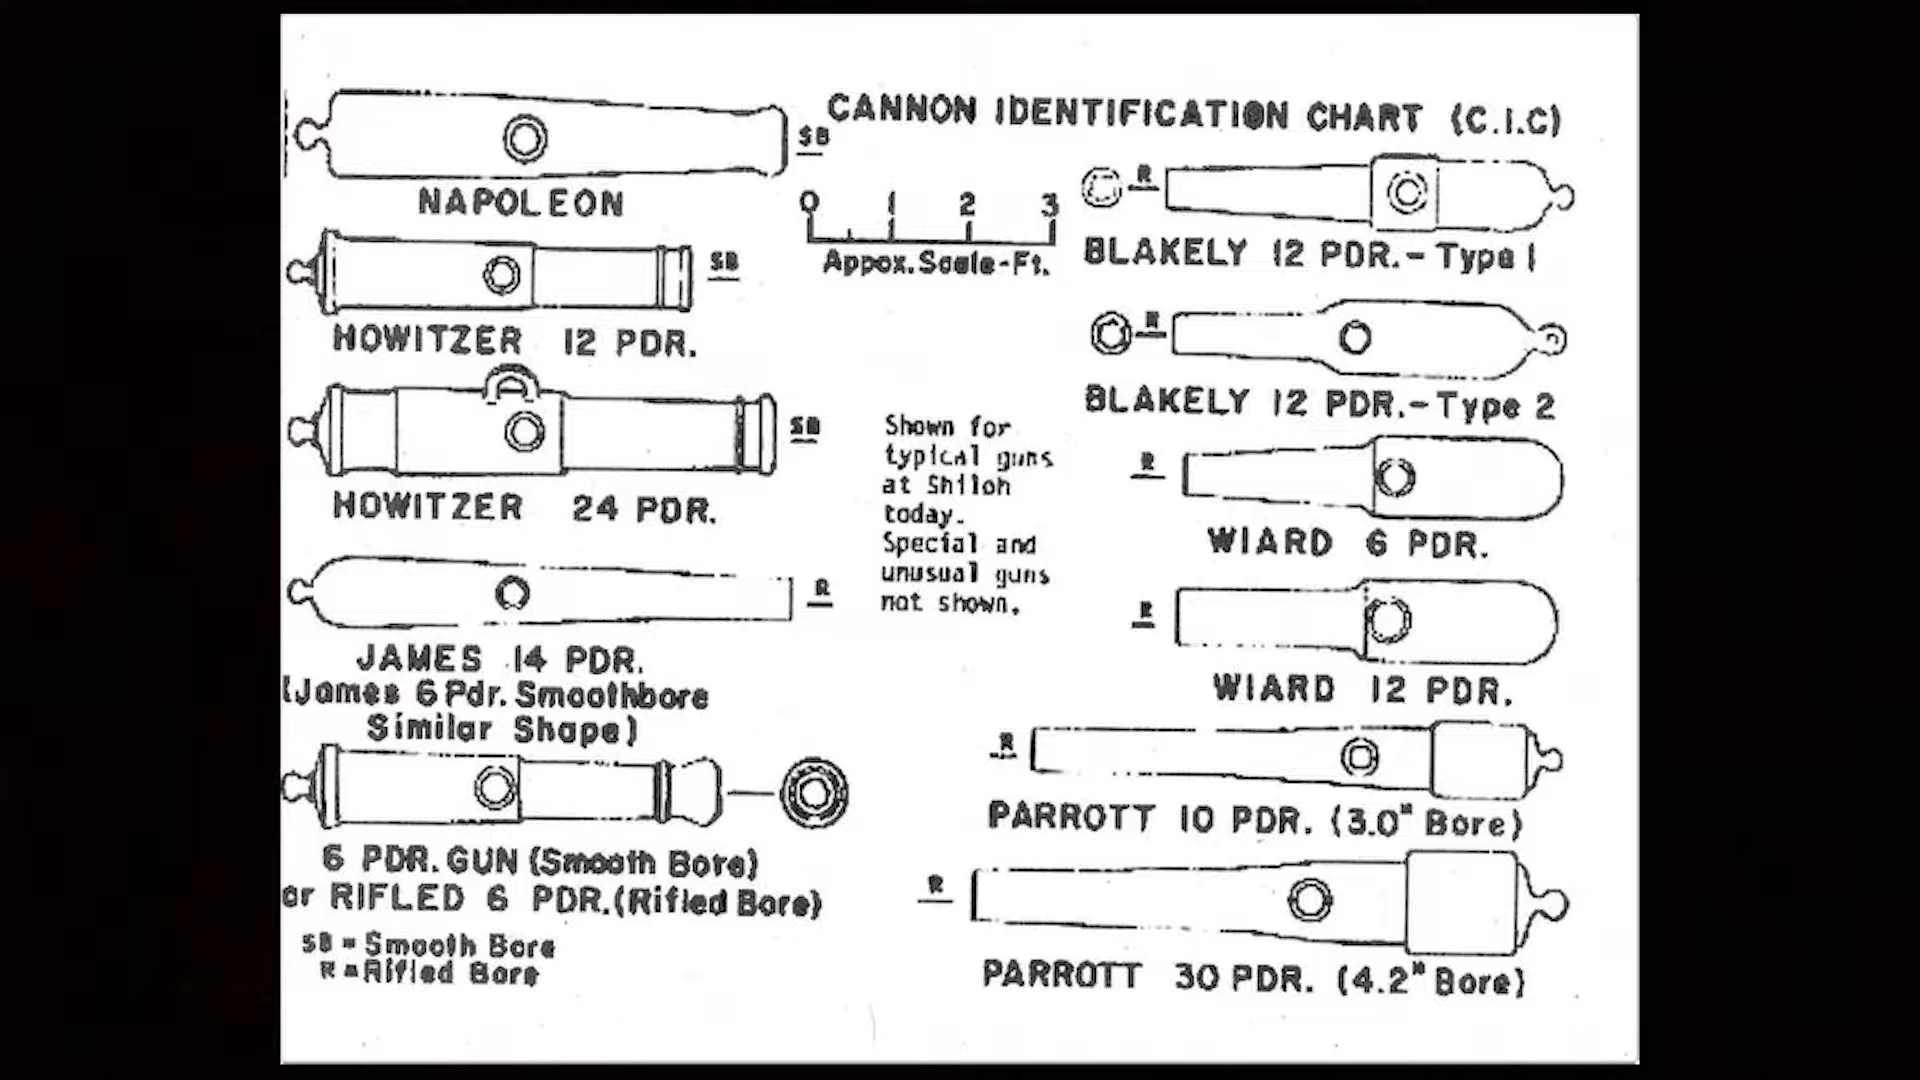 CANNON IDENTIFICATION CHART (C.I.C)
SB
NAPOLEON
0 1 2 3
Appox. Scale-Ft.
SB
HOWITZER 12 PDR.
SB
HOWITZER 24 PDR.
R
JAMES 14 PDR.
(James 6 Pdr. Smoothbore
Similar Shape)
6 PDR. GUN (Smooth Bore)
or RIFLED 6 PDR. (Rifled Bore)
SB = Smooth Bore
R = Rifled Bore
Shown for
typical guns
at Shiloh
today.
Special and
unusual guns
not shown.
R
BLAKELY 12 PDR.- Type 1
R
BLAKELY 12 PDR.- Type 2
R
WIARD 6 PDR.
R
WIARD 12 PDR.
R
PARROTT 10 PDR. (3.0" Bore)
R
PARROTT 30 PDR. (4.2" Bore)